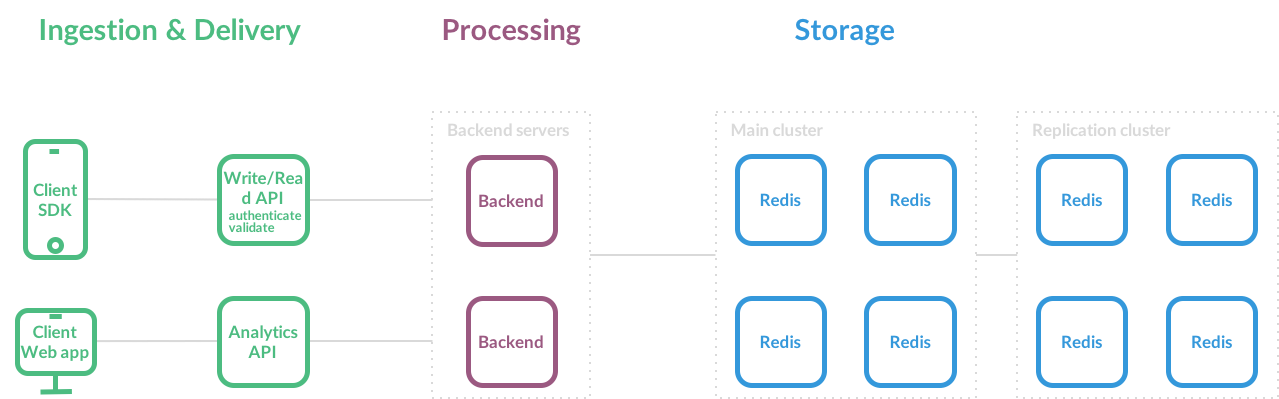 Ingestion & Delivery
Processing
Storage
Backend servers
Main cluster
Replication cluster
Client
SDK
Write/Rea
d API
authenticate
validate
Backend
Redis
Redis
Redis
Redis
Client
Web app
Analytics
API
Backend
Redis
Redis
Redis
Redis